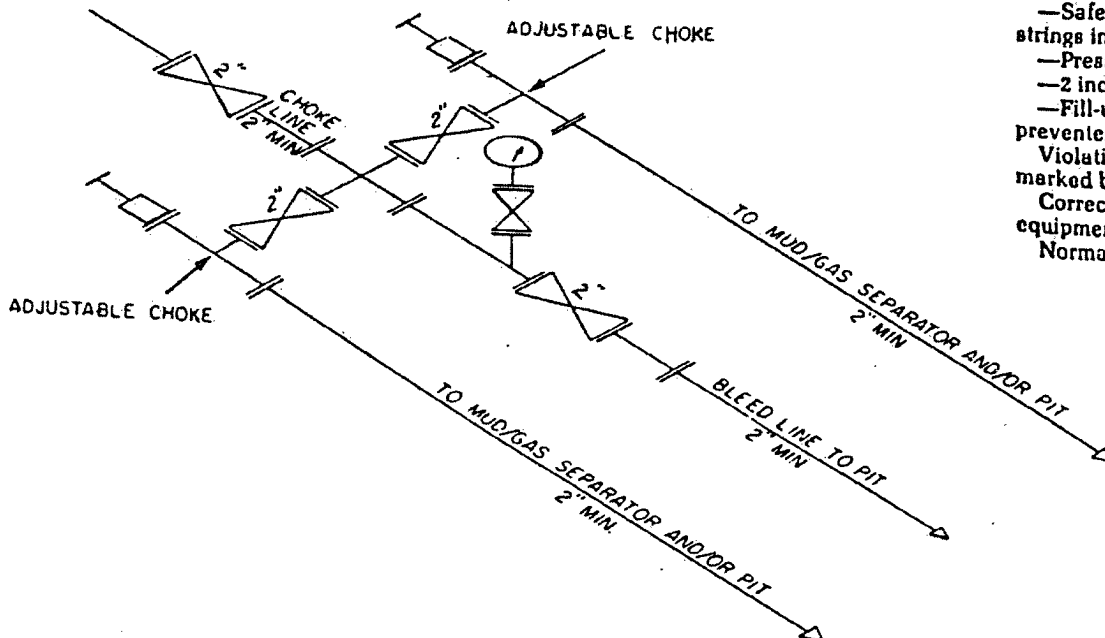 ADJUSTABLE CHOKE
2"
CHOKE
LINE
2" MIN
2"
2"
ADJUSTABLE CHOKE
2"
TO MUD/GAS SEPARATOR AND/OR PIT
2" MIN
BLEED LINE TO PIT
2" MIN
TO MUD/GAS SEPARATOR AND/OR PIT
2" MIN.
—Safe
strings in
—Pres
—2 inc
—Fill-u
prevente
Violati
marked b
Correc
equipmen
Norma